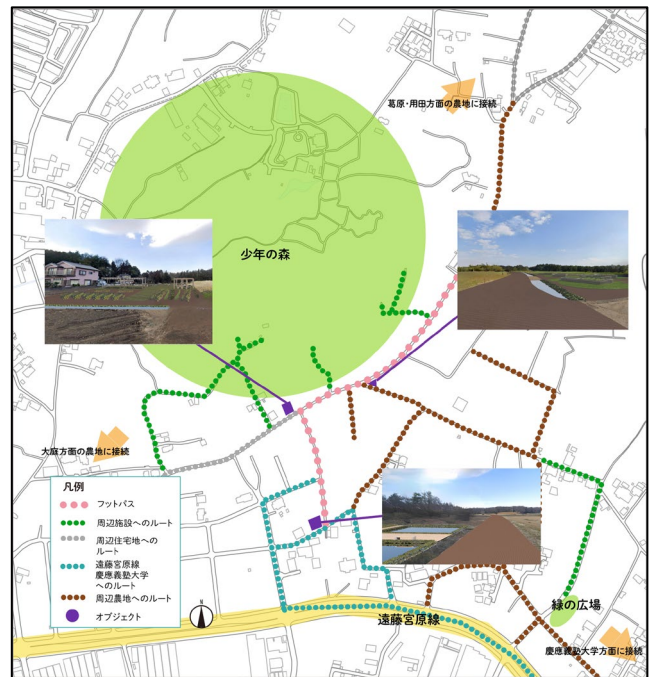 葛原・用田方面の農地に接続
少年の森
大庭方面の農地に接続
凡例
フットパス
周辺施設へのルート
周辺住宅地への
ルート
遠藤宮原線
慶應義塾大学
へのルート
周辺農地へのルート
オブジェクト
N
遠藤宮原線
緑の広場
慶應義塾大学方面に接続